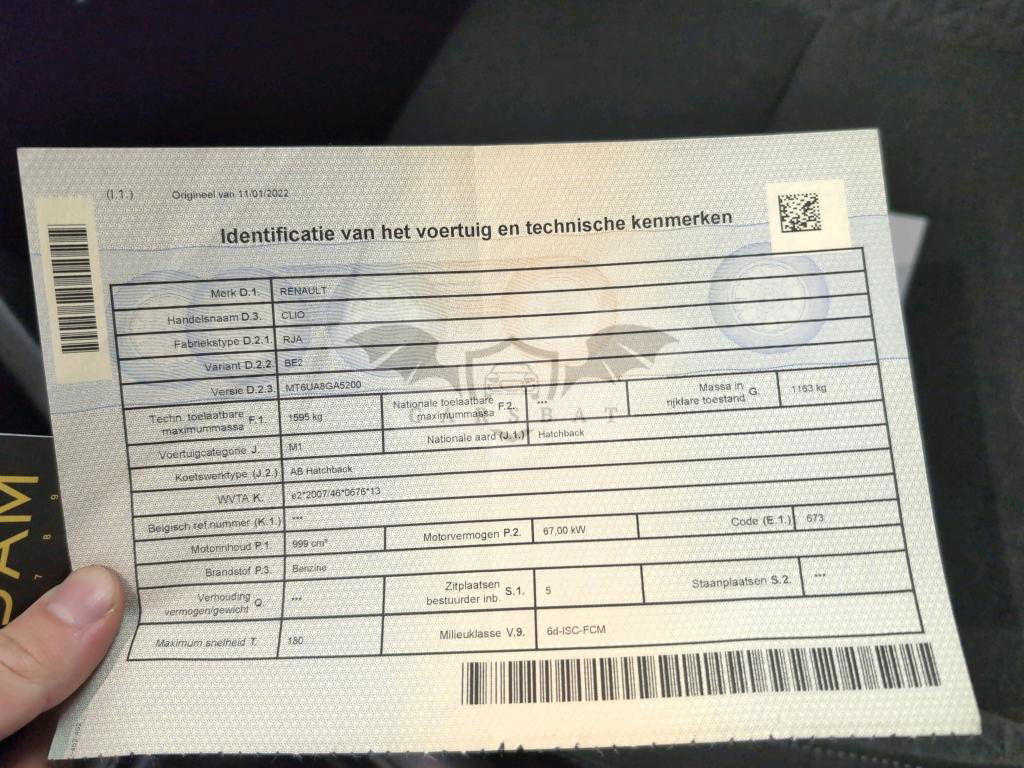 (I.1.) Origineel van 11/01/2022
Identificatie van het voertuig en technische kenmerken
Merk D.1. RENAULT
Handelsnaam D.3. CLIO
Fabriekstype D.2.1. RJA
Variant D.2.2 BE2
Versie D.2.3. MT6UA8GA5200
Techn. toelaatbare maximummassa F.1. 1595 kg Nationale toelaatbare maximummassa F.2. *** Massa in rijklare toestand G. 1163 kg
CARSBAT
Voertuigcategorie J. M1 Nationale aard (J.1.) Hatchback
Koetswerktype (J.2.) AB Hatchback
WVTA K. e2*2007/46*0676*13
Belgisch ref.nummer (K.1.) ***
Motorinhoud P.1. 999 cm³ Motorvermogen P.2. 67,00 kW Code (E.1.) 673
Brandstof P.3. Benzine
Verhouding vermogen/gewicht Q. *** Zitplaatsen bestuurder inb. S.1. 5 Staanplaatsen S.2. ***
Maximum snelheid T. 180 Milieuklasse V.9. 6d-ISC-FCM
DAM
7 8 9